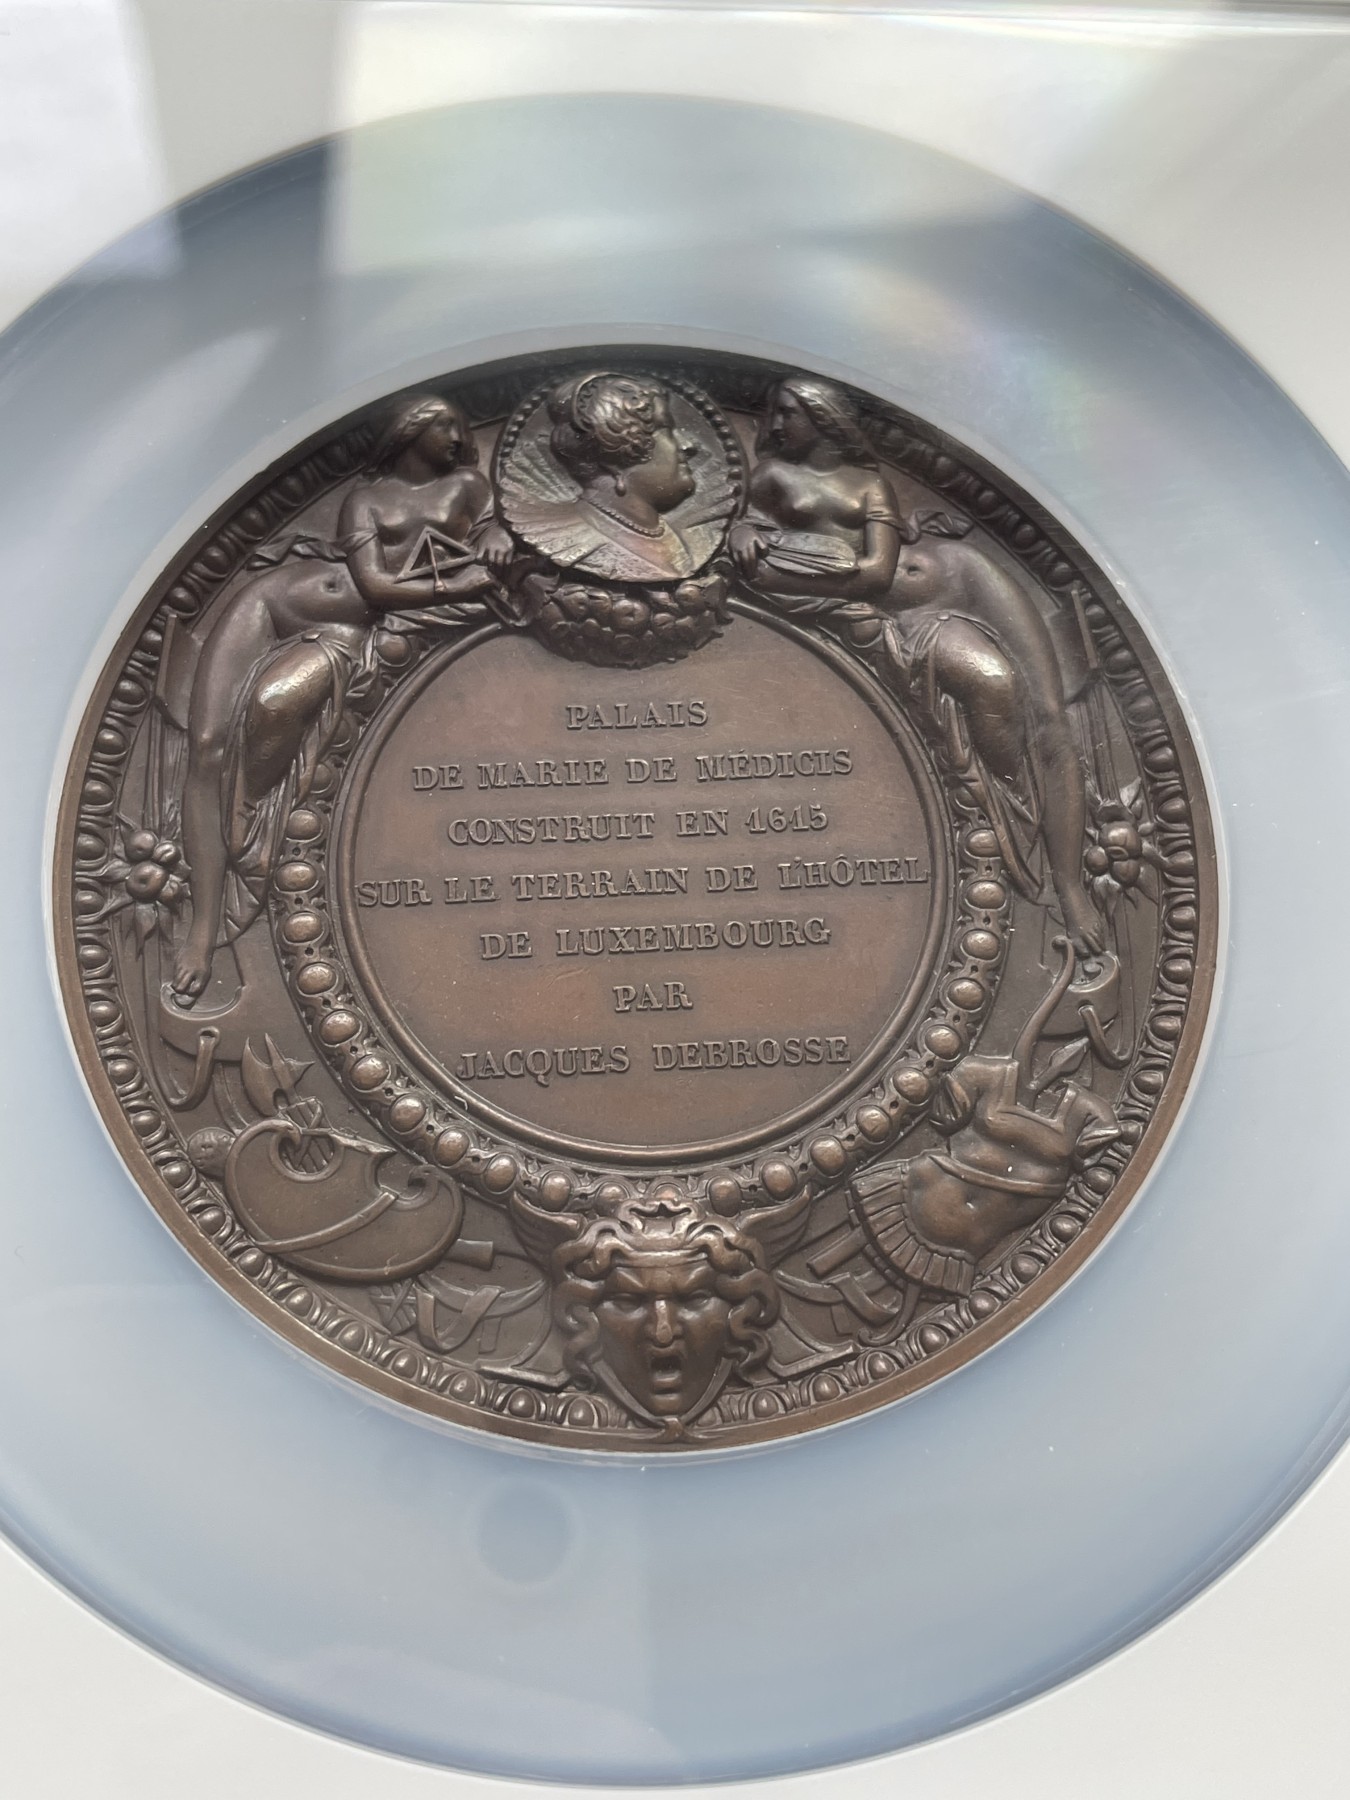 PALAIS
DE MARIE DE MÉDICIS
CONSTRUIT EN 1615
SUR LE TERRAIN DE L'HÔTEL
DE LUXEMBOURG
PAR
JACQUES DEBROSSE